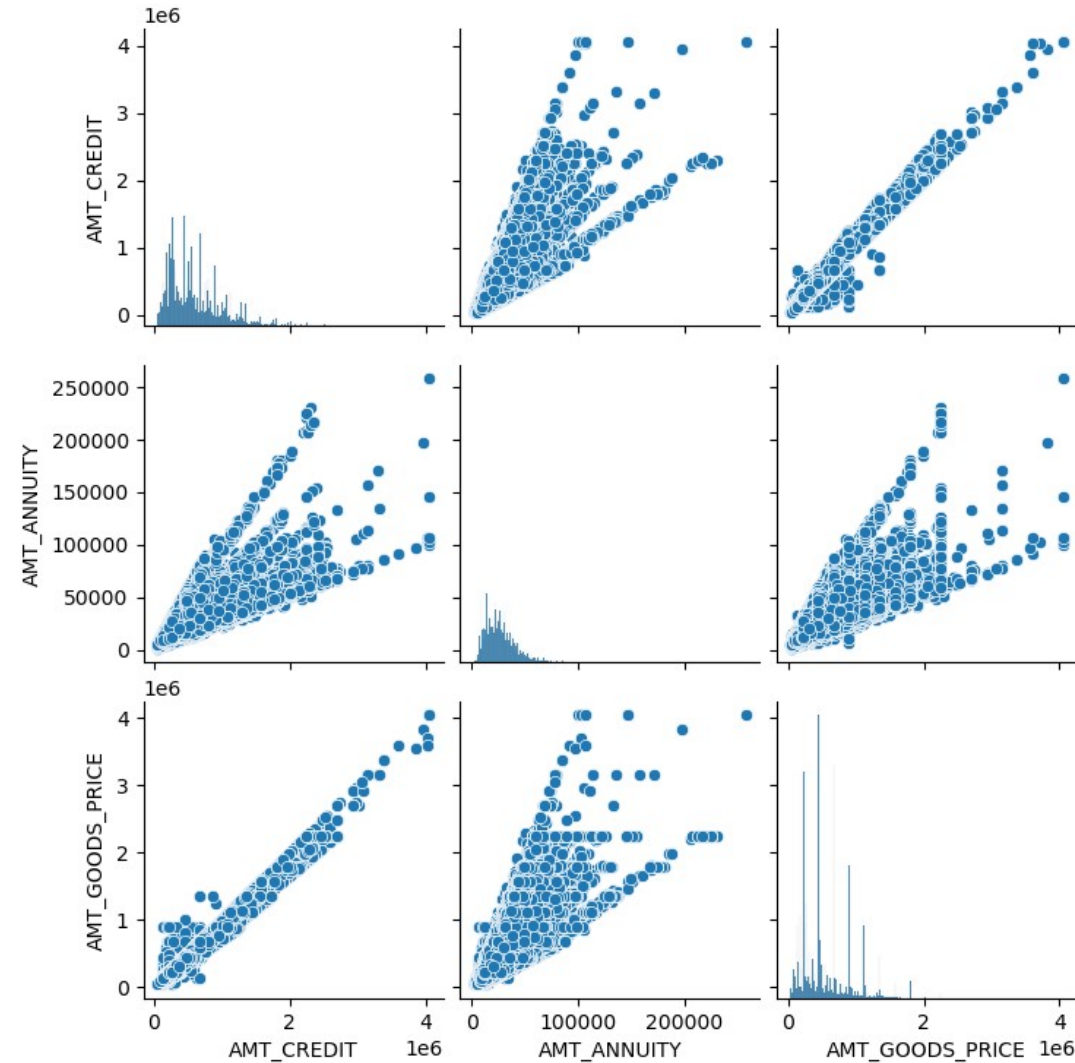 1e6
4
3
2
1
0
AMT_CREDIT
250000
200000
150000
100000
50000
0
AMT_ANNUITY
1e6
4
3
2
1
0
AMT_GOODS_PRICE
0 2 4
0 100000 200000
0 2 4
AMT_CREDIT 1e6
AMT_ANNUITY
AMT_GOODS_PRICE 1e6